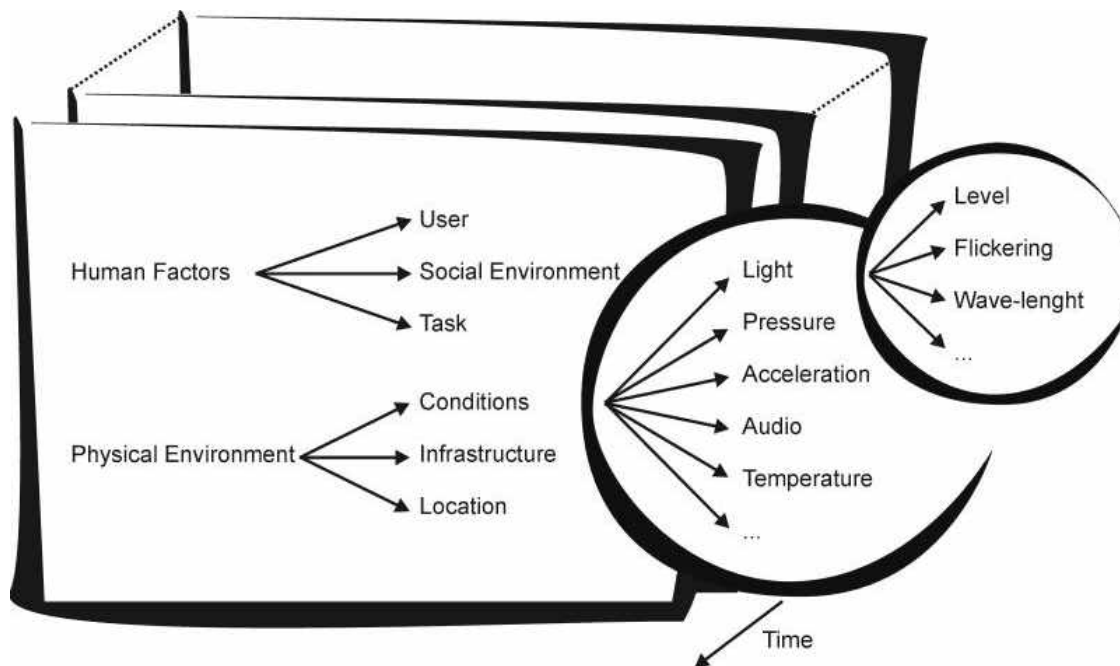 Human Factors
User
Social Environment
Task
Physical Environment
Conditions
Infrastructure
Location
Light
Pressure
Acceleration
Audio
Temperature
...
Level
Flickering
Wave-lenght
...
Time